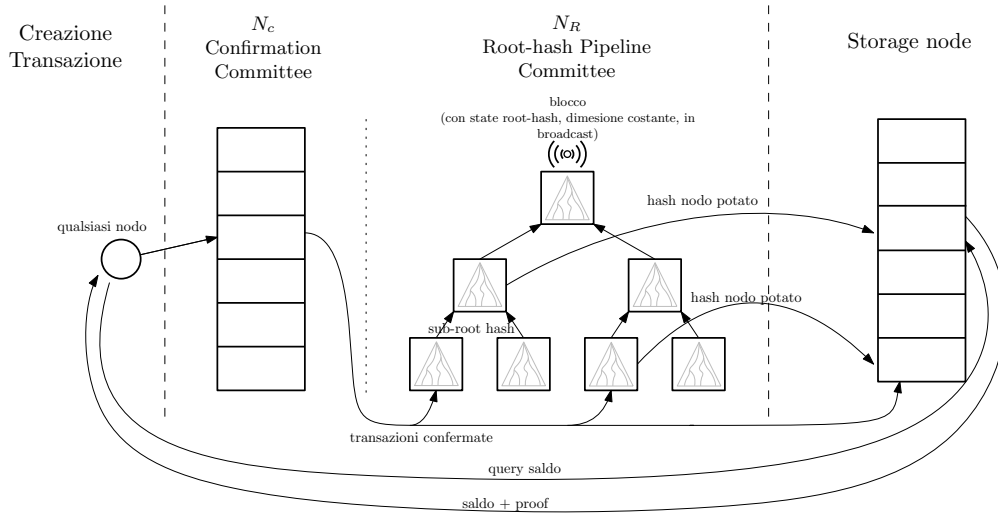 Creazione
Transazione
N_c
Confirmation
Committee
N_R
Root-hash Pipeline
Committee
Storage node
blocco
(con state root-hash, dimesione costante, in
broadcast)
qualsiasi nodo
hash nodo potato
hash nodo potato
sub-root hash
transazioni confermate
query saldo
saldo + proof